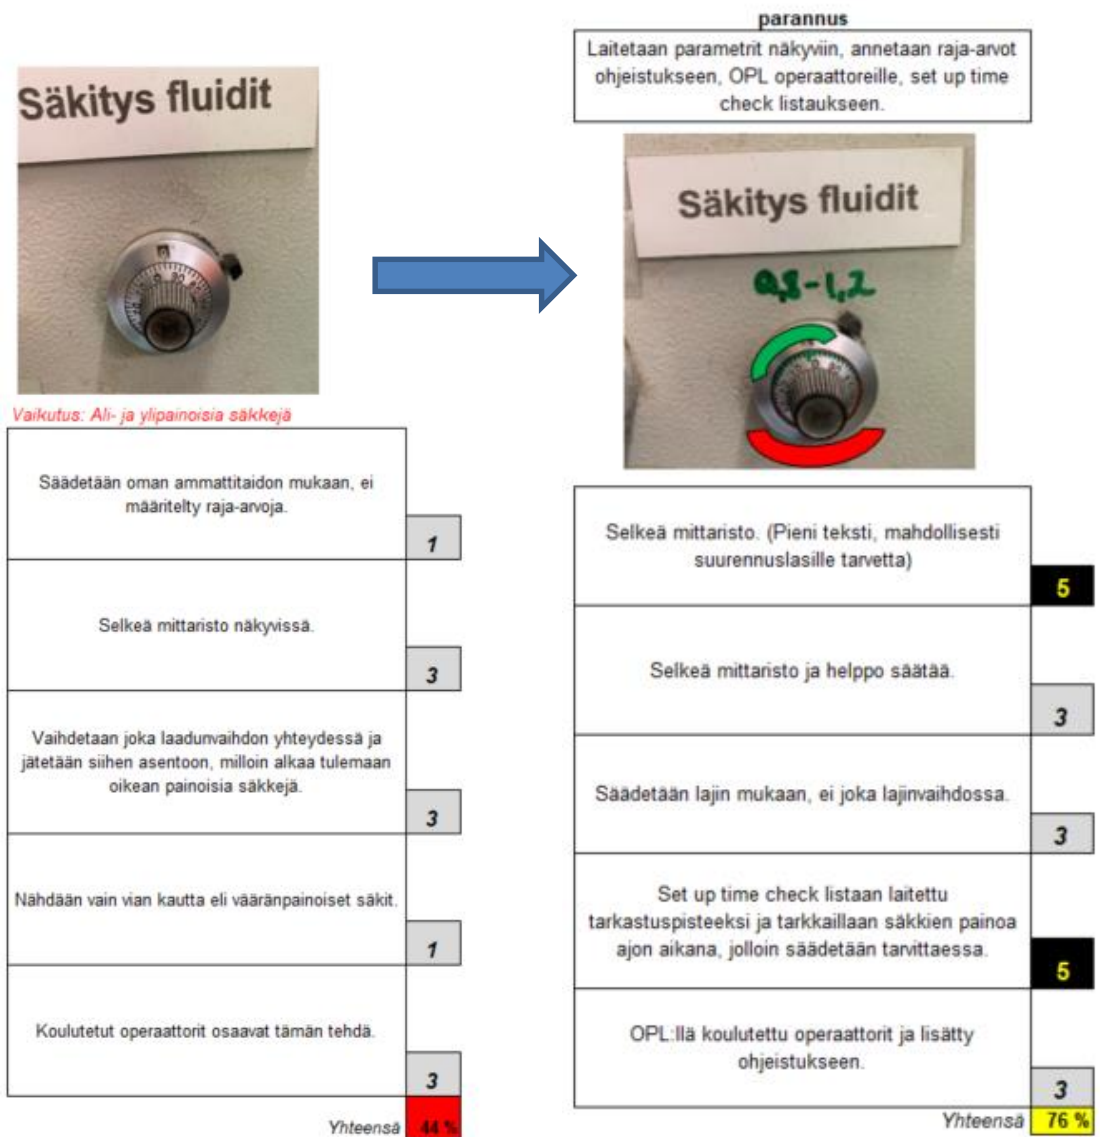 Säkitys fluidit
Vaikutus: Ali- ja ylipainoisia säkkejä
Säädetään oman ammattitaidon mukaan, ei
määritelty raja-arvoja.
1
Selkeä mittaristo näkyvissä.
3
Vaihdetaan joka laadunvaihdon yhteydessä ja
jätetään siihen asentoon, milloin alkaa tulemaan
oikean painoisia säkkejä.
3
Nähdään vain vian kautta eli vääränpainoiset säkit.
1
Koulutetut operaattorit osaavat tämän tehdä.
3
Yhteensä 44 %
parannus
Laitetaan parametrit näkyviin, annetaan raja-arvot
ohjeistukseen, OPL operaattoreille, set up time
check listaukseen.
Säkitys fluidit
0,8-1,2
Selkeä mittaristo. (Pieni teksti, mahdollisesti
suurennuslasille tarvetta)
5
Selkeä mittaristo ja helppo säätää.
3
Säädetään lajin mukaan, ei joka lajinvaihdossa.
3
Set up time check listaan laitettu
tarkastuspisteeksi ja tarkkaillaan säkkien painoa
ajon aikana, jolloin säädetään tarvittaessa.
5
OPL:llä koulutettu operaattorit ja lisätty
ohjeistukseen.
3
Yhteensä 76 %